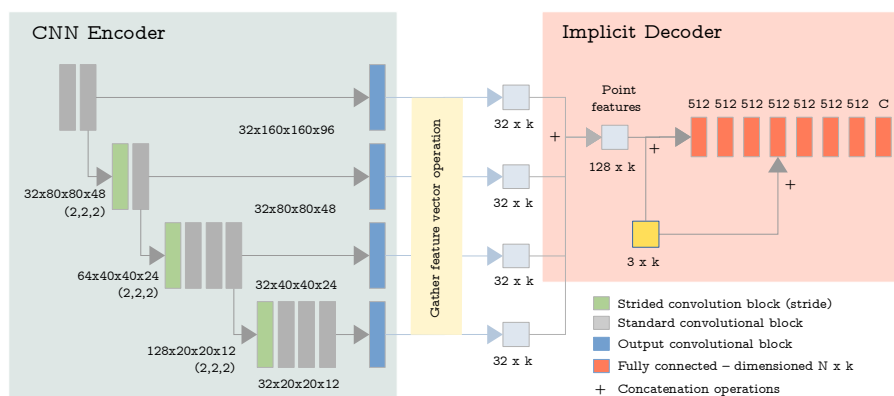 CNN Encoder
Implicit Decoder
Point
features
512 512 512 512 512 512 512 C
32x160x160x96
32 x k
+
128 x k
+
32x80x80x48
(2,2,2)
32x80x80x48
32 x k
+
Gather feature vector operation
3 x k
64x40x40x24
(2,2,2)
32x40x40x24
32 x k
128x20x20x12
(2,2,2)
32x20x20x12
32 x k
Strided convolution block (stride)
Standard convolutional block
Output convolutional block
Fully connected – dimensioned N x k
+ Concatenation operations